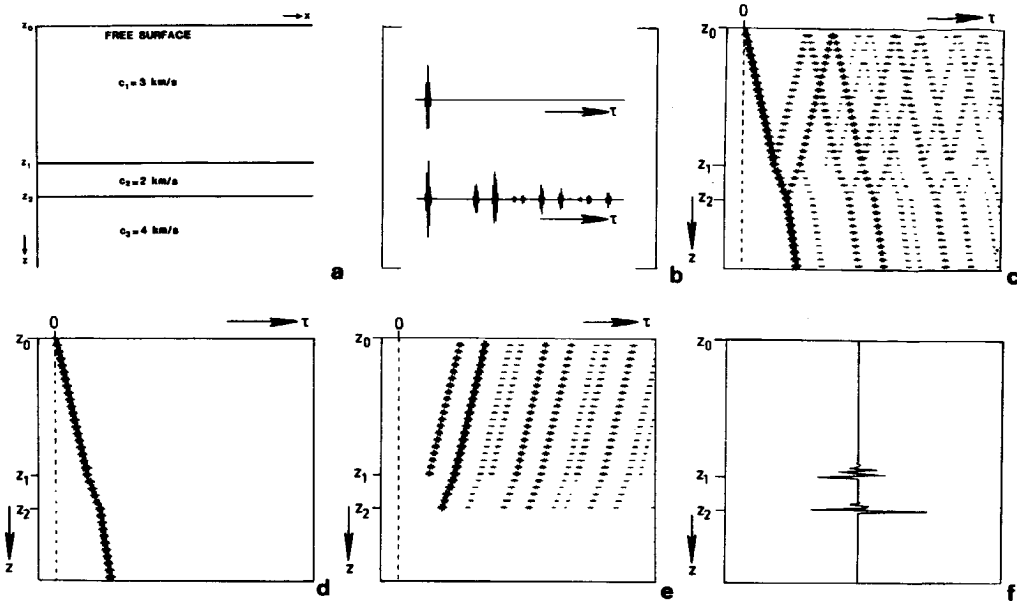 z₀
→ x
FREE SURFACE
c₁ = 3 km/s
z₁
c₂ = 2 km/s
z₂
c₃ = 4 km/s
z
a
τ
τ
b
0
τ
z₀
z₁
z₂
z
c
0
τ
z₀
z₁
z₂
z
d
0
τ
z₀
z₁
z₂
z
e
z₀
z₁
z₂
z
f